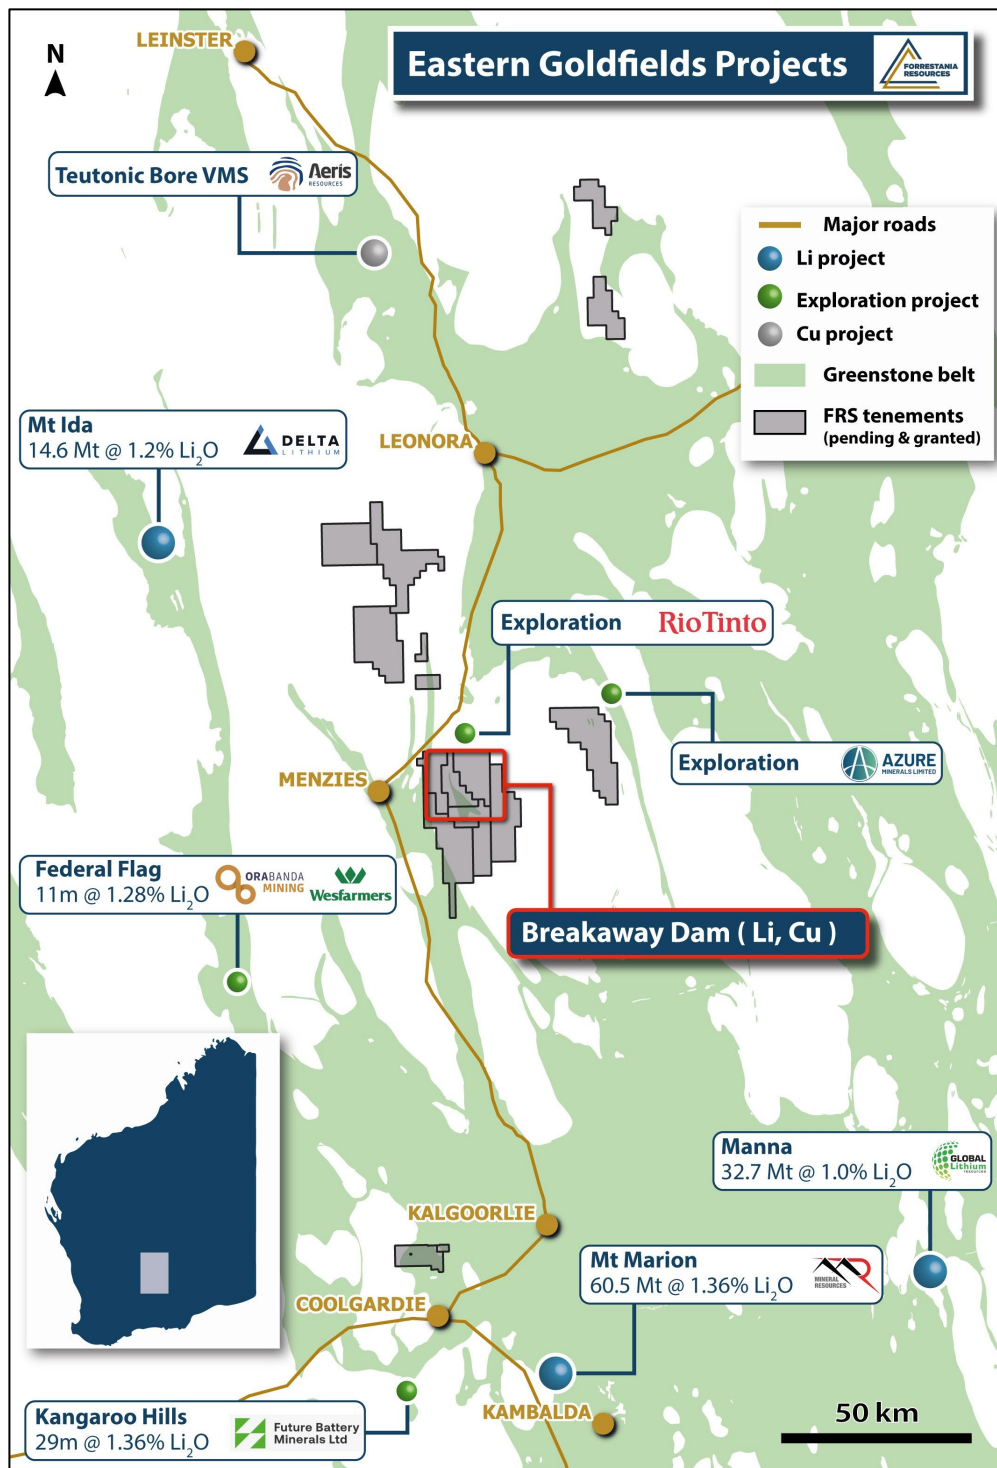 LEINSTER
N
Eastern Goldfields Projects
FORRESTANIA
RESOURCES
Teutonic Bore VMS
Aeris
RESOURCES
Major roads
Li project
Exploration project
Cu project
Greenstone belt
FRS tenements
(pending & granted)
Mt Ida
14.6 Mt @ 1.2% Li₂O
DELTA
LITHIUM
LEONORA
Exploration
RioTinto
Exploration
AZURE
MINERALS LIMITED
MENZIES
Federal Flag
11m @ 1.28% Li₂O
ORABANDA
MINING
Wesfarmers
Breakaway Dam ( Li, Cu )
Manna
32.7 Mt @ 1.0% Li₂O
GLOBAL
Lithium
KALGOORLIE
Mt Marion
60.5 Mt @ 1.36% Li₂O
MINERAL
RESOURCES
COOLGARDIE
KAMBALDA
Kangaroo Hills
29m @ 1.36% Li₂O
Future Battery
Minerals Ltd
50 km